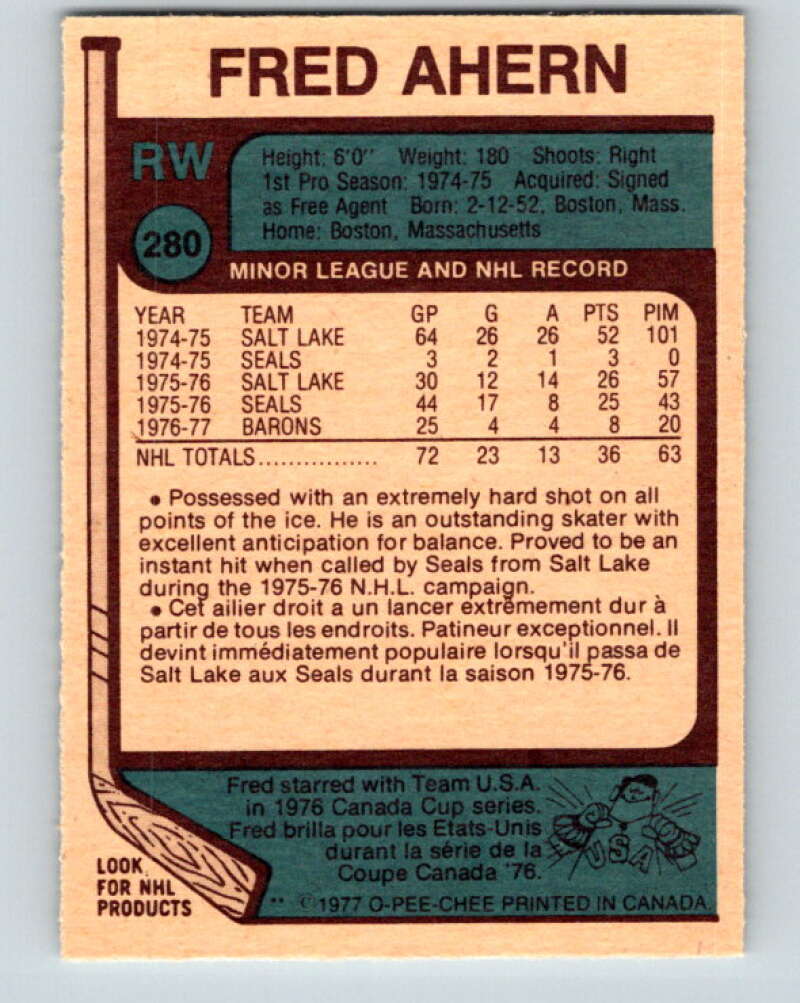 FRED AHERN
RW
280
Height: 6'0" Weight: 180 Shoots: Right
1st Pro Season: 1974-75 Acquired: Signed
as Free Agent Born: 2-12-52, Boston, Mass.
Home: Boston, Massachusetts
MINOR LEAGUE AND NHL RECORD
YEAR TEAM GP G A PTS PIM
1974-75 SALT LAKE 64 26 26 52 101
1974-75 SEALS 3 2 1 3 0
1975-76 SALT LAKE 30 12 14 26 57
1975-76 SEALS 44 17 8 25 43
1976-77 BARONS 25 4 4 8 20
NHL TOTALS................ 72 23 13 36 63
• Possessed with an extremely hard shot on all
points of the ice. He is an outstanding skater with
excellent anticipation for balance. Proved to be an
instant hit when called by Seals from Salt Lake
during the 1975-76 N.H.L. campaign.
• Cet ailier droit a un lancer extrêmement dur à
partir de tous les endroits. Patineur exceptionnel. Il
devint immédiatement populaire lorsqu'il passa de
Salt Lake aux Seals durant la saison 1975-76.
Fred starred with Team U.S.A.
in 1976 Canada Cup series.
Fred brilla pour les Etats-Unis
durant la série de la
Coupe Canada '76.
USA
LOOK
FOR NHL
PRODUCTS
** ©1977 O-PEE-CHEE PRINTED IN CANADA.